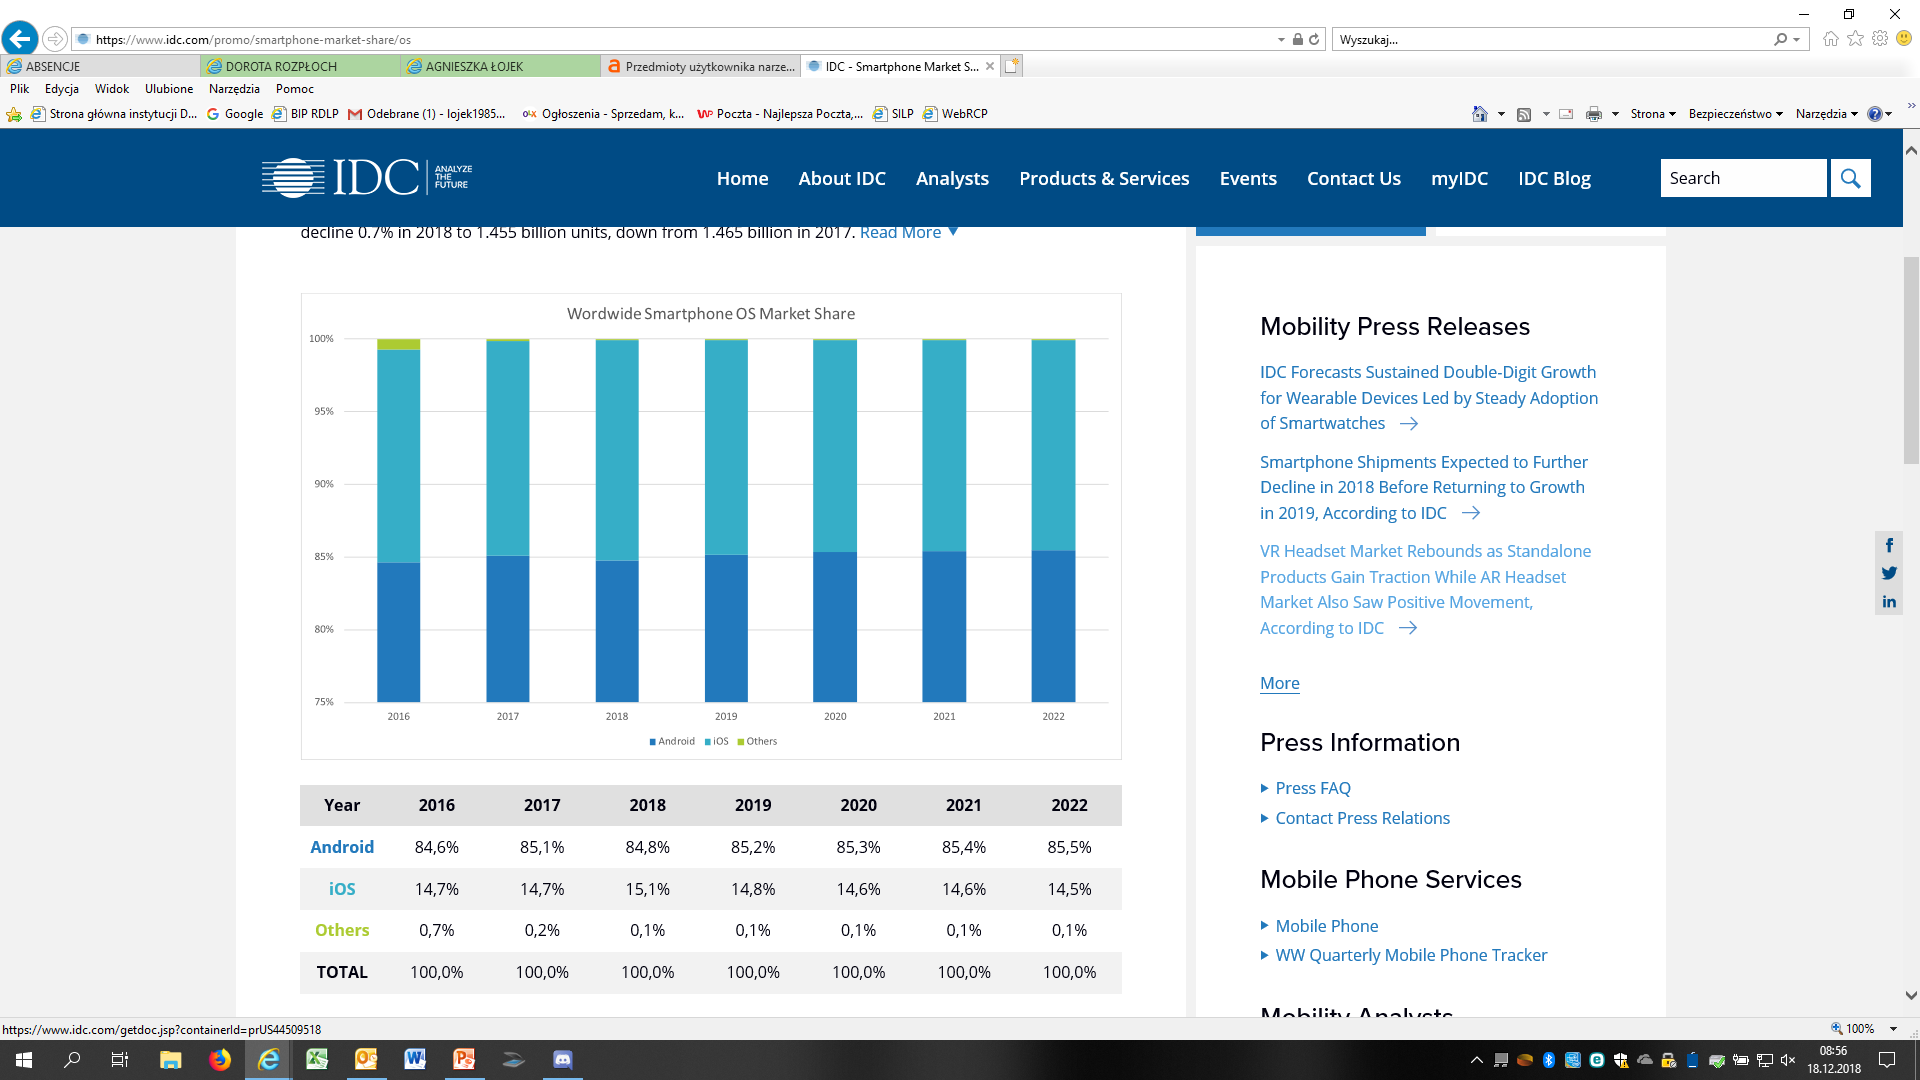 https://www.idc.com/promo/smartphone-market-share/os
Wyszukaj...
ABSENCJE
DOROTA ROZPŁOCH
AGNIESZKA ŁOJEK
Przedmioty użytkownika narze...
IDC - Smartphone Market S...
Plik Edycja Widok Ulubione Narzędzia Pomoc
Strona główna instytucji D... Google BIP RDLP Odebrane (1) - lojek1985... Ogłoszenia - Sprzedam, k... Poczta - Najlepsza Poczta,... SILP WebRCP
Strona Bezpieczeństwo Narzędzia
IDC ANALYZE THE FUTURE
Home About IDC Analysts Products & Services Events Contact Us myIDC IDC Blog
Search
decline 0.7% in 2018 to 1.455 billion units, down from 1.465 billion in 2017. Read More
Wordwide Smartphone OS Market Share
100%
95%
90%
85%
80%
75%
2016 2017 2018 2019 2020 2021 2022
Android iOS Others
Year 2016 2017 2018 2019 2020 2021 2022
Android 84,6% 85,1% 84,8% 85,2% 85,3% 85,4% 85,5%
iOS 14,7% 14,7% 15,1% 14,8% 14,6% 14,6% 14,5%
Others 0,7% 0,2% 0,1% 0,1% 0,1% 0,1% 0,1%
TOTAL 100,0% 100,0% 100,0% 100,0% 100,0% 100,0% 100,0%
Mobility Press Releases
IDC Forecasts Sustained Double-Digit Growth
for Wearable Devices Led by Steady Adoption
of Smartwatches
Smartphone Shipments Expected to Further
Decline in 2018 Before Returning to Growth
in 2019, According to IDC
VR Headset Market Rebounds as Standalone
Products Gain Traction While AR Headset
Market Also Saw Positive Movement,
According to IDC
More
Press Information
Press FAQ
Contact Press Relations
Mobile Phone Services
Mobile Phone
WW Quarterly Mobile Phone Tracker
Mobility Analysts
https://www.idc.com/getdoc.jsp?containerId=prUS44509518
100%
08:56
18.12.2018